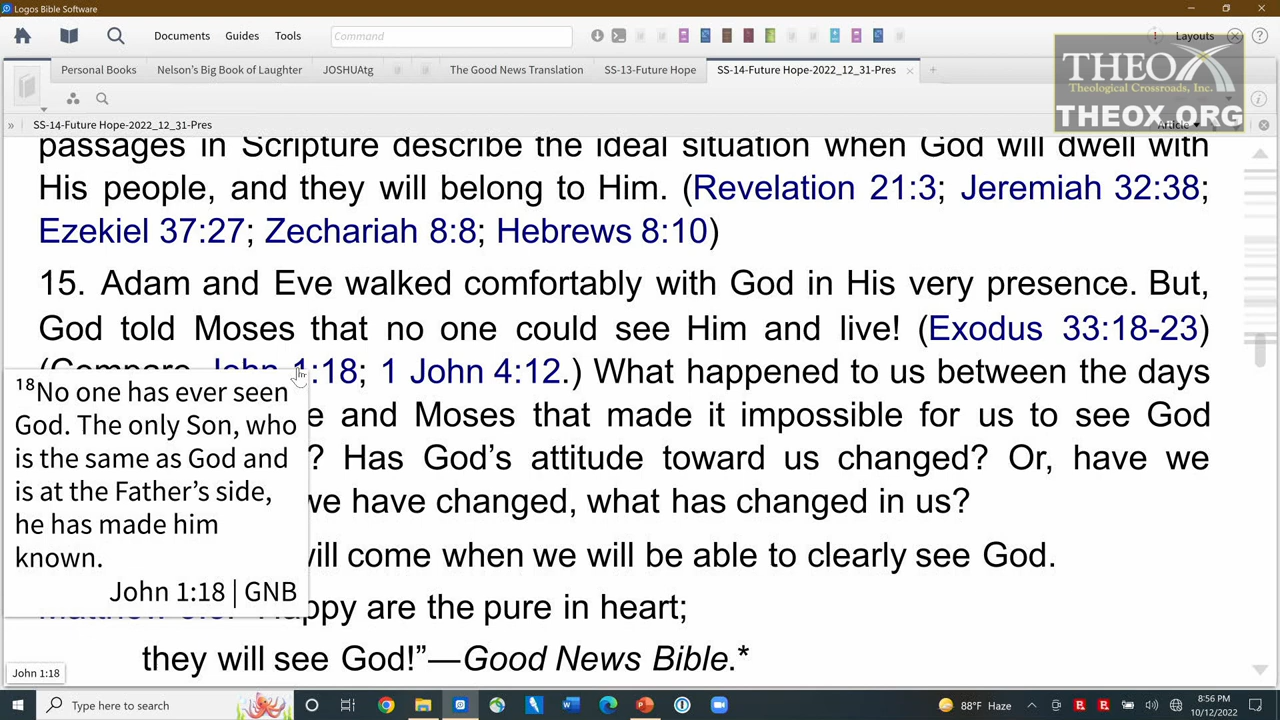 Logos Bible Software
Documents Guides Tools Command Layouts
Personal Books Nelson's Big Book of Laughter JOSHUAtg The Good News Translation SS-13-Future Hope SS-14-Future Hope-2022_12_31-Pres
THEOX
Theological Crossroads, Inc.
THEOX.ORG
SS-14-Future Hope-2022_12_31-Pres Article
passages in Scripture describe the ideal situation when God will dwell with
His people, and they will belong to Him. (Revelation 21:3; Jeremiah 32:38;
Ezekiel 37:27; Zechariah 8:8; Hebrews 8:10)
15. Adam and Eve walked comfortably with God in His very presence. But,
God told Moses that no one could see Him and live! (Exodus 33:18-23)
(Compare John 1:18; 1 John 4:12.) What happened to us between the days
e and Moses that made it impossible for us to see God
? Has God's attitude toward us changed? Or, have we
we have changed, what has changed in us?
will come when we will be able to clearly see God.
Happy are the pure in heart;
they will see God!"—Good News Bible.*
18No one has ever seen
God. The only Son, who
is the same as God and
is at the Father's side,
he has made him
known.
John 1:18 | GNB
John 1:18
Type here to search
88°F Haze
8:56 PM
10/12/2022